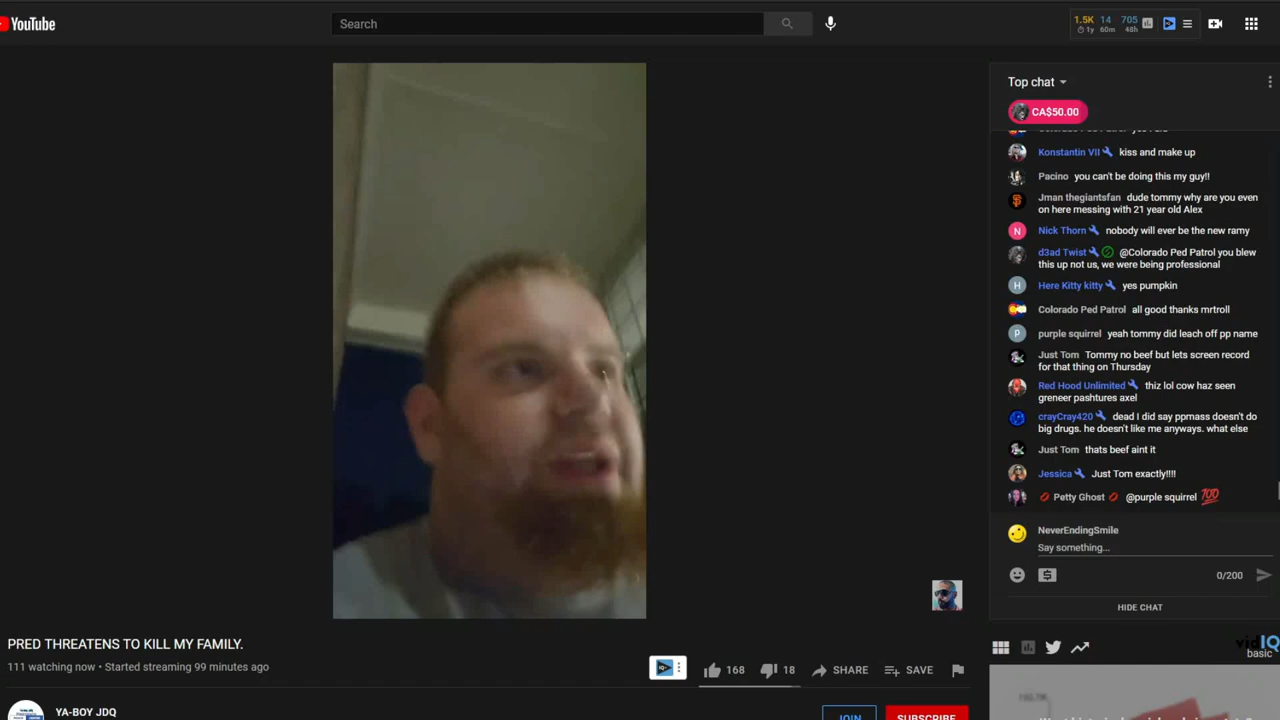 YouTube
Search
1.5K 14 705
1y 60m 48h
Top chat
CA$50.00
Konstantin VII kiss and make up
Pacino you can't be doing this my guy!!
Jman thegiantsfan dude tommy why are you even
on here messing with 21 year old Alex
Nick Thorn nobody will ever be the new ramy
d3ad Twist @Colorado Ped Patrol you blew
this up not us, we were being professional
Here Kitty kitty yes pumpkin
Colorado Ped Patrol all good thanks mrtroll
purple squirrel yeah tommy did leach off pp name
Just Tom Tommy no beef but lets screen record
for that thing on Thursday
Red Hood Unlimited thiz lol cow haz seen
greneer pashtures axel
crayCray420 dead I did say ppmass doesn't do
big drugs. he doesn't like me anyways. what else
Just Tom thats beef aint it
Jessica Just Tom exactly!!!!
Petty Ghost @purple squirrel 100
NeverEndingSmile
Say something...
0/200
HIDE CHAT
PRED THREATENS TO KILL MY FAMILY.
111 watching now • Started streaming 99 minutes ago
168 18 SHARE SAVE
vidIQ
basic
YA-BOY JDQ
JOIN SUBSCRIBE